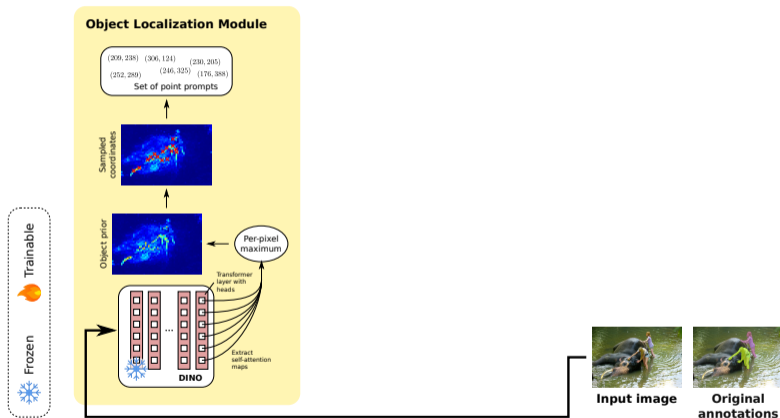 Object Localization Module
(209, 238) (306, 124) (230, 205)
(252, 289) (246, 325) (176, 388)
Set of point prompts
Sampled
coordinates
Object prior
Per-pixel
maximum
Transformer
layer with
heads
...
Extract
self-attention
maps
DINO
Trainable
Frozen
Input image
Original
annotations